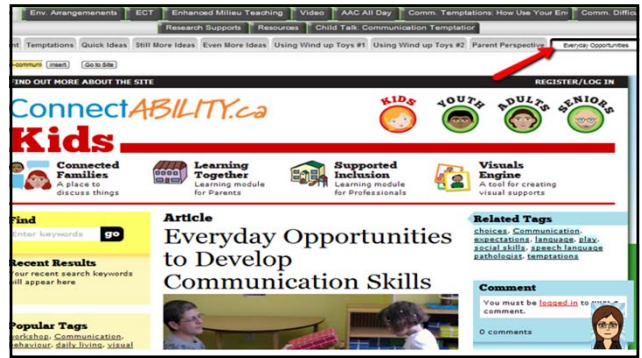 Env. Arrangemenents ECT Enhanced Milieu Teaching Video AAC All Day Comm. Temptations: How Use Your En Comm. Diffic
Research Supports Resources Child Talk: Communication Temptation
nt Temptations Quick Ideas Still More Ideas Even More Ideas Using Wind up Toys #1 Using Wind up Toys #2 Parent Perspective Everyday Opportunities
-communi Insert Go to Site
FIND OUT MORE ABOUT THE SITE REGISTER/LOG IN
ConnectABILITY.ca
Kids
KIDS YOUTH ADULTS SENIORS
Connected Families
A place to
discuss things
Learning Together
Learning module
for Parents
Supported Inclusion
Learning module
for Professionals
Visuals Engine
A tool for creating
visual supports
Find
Enter keywords go
Recent Results
Your recent search keywords
will appear here
Popular Tags
workshop, Communication,
behaviour, daily living, visual
Article
Everyday Opportunities
to Develop
Communication Skills
Related Tags
choices, Communication,
expectations, language, play,
social skills, speech language
pathologist, temptations
Comment
You must be logged in to a
comment.
0 comments